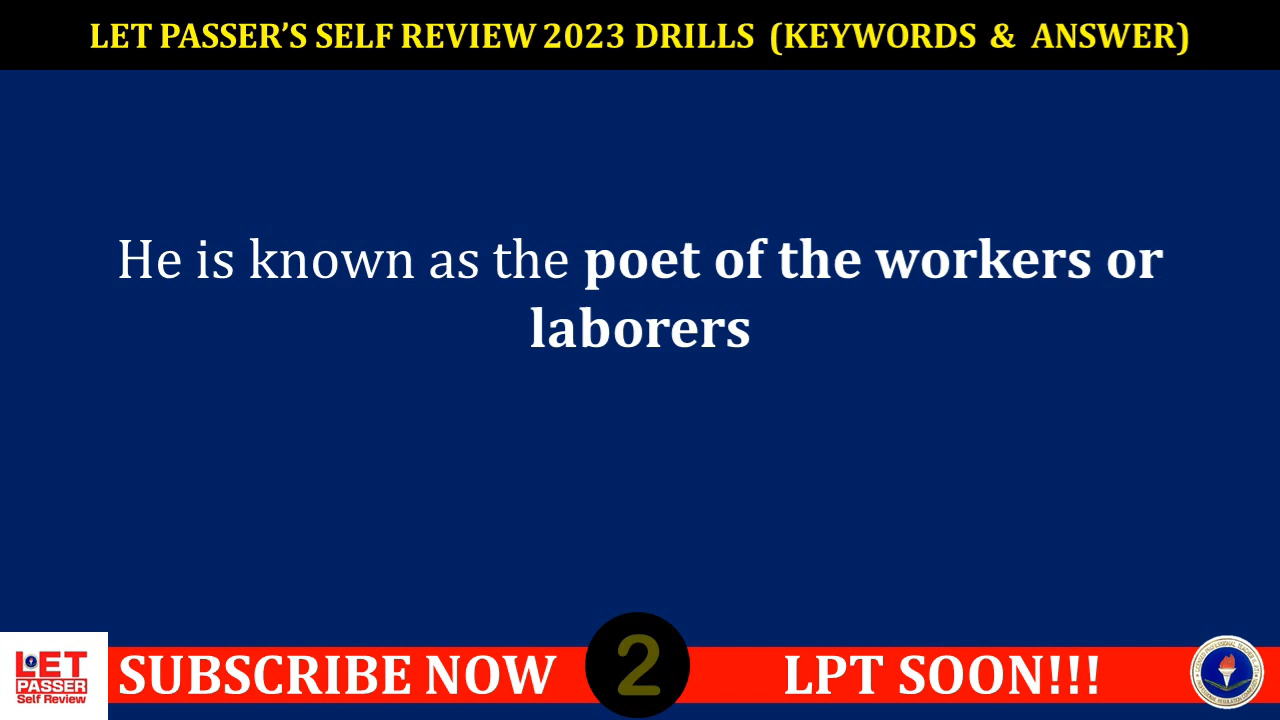 LET PASSER’S SELF REVIEW 2023 DRILLS (KEYWORDS & ANSWER)
He is known as the poet of the workers or
laborers
LET
PASSER
Self Review
SUBSCRIBE NOW
2
LPT SOON!!!